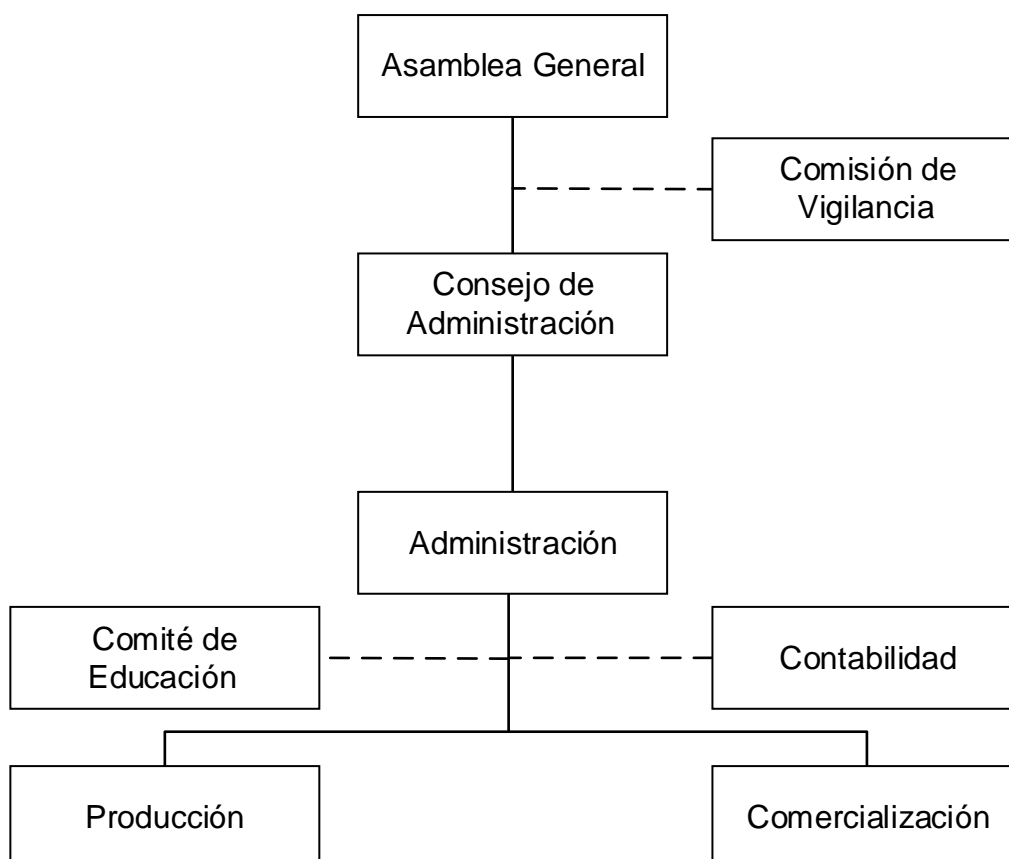 Asamblea General
Comisión de
Vigilancia
Consejo de
Administración
Administración
Comité de
Educación
Contabilidad
Producción
Comercialización